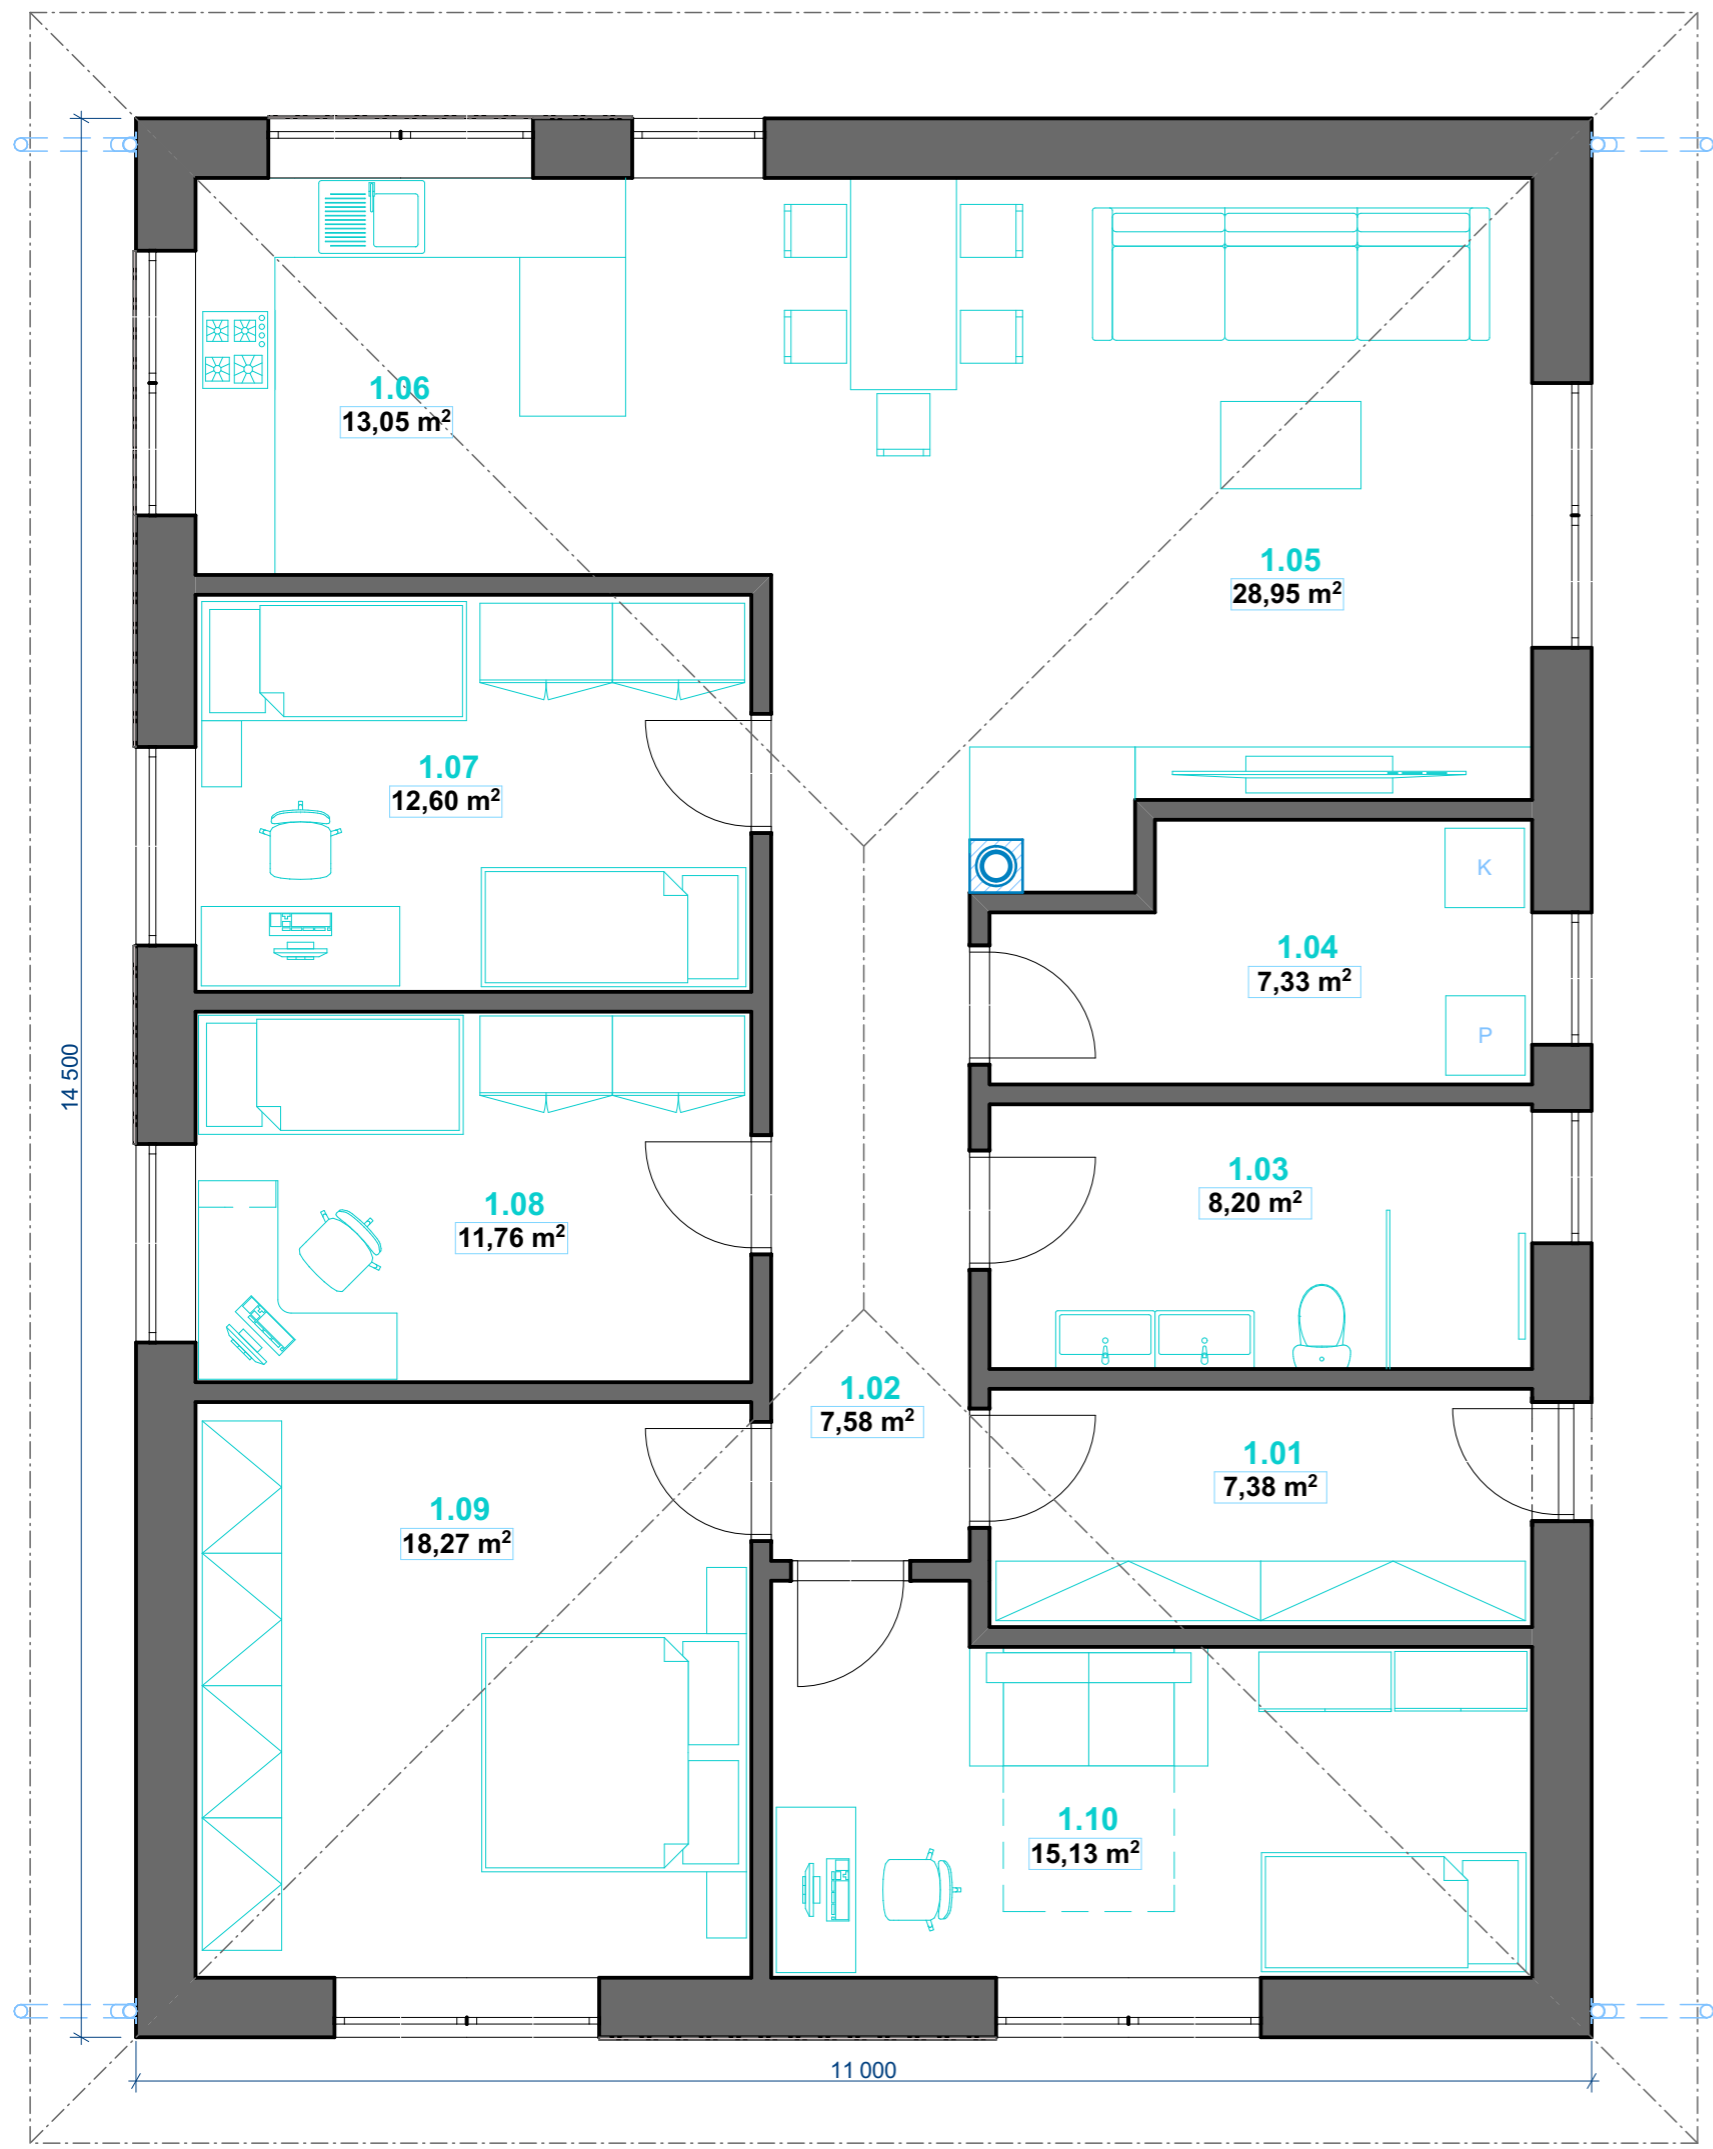 1.06
13,05 m²
1.05
28,95 m²
1.07
12,60 m²
K
1.04
7,33 m²
P
14 500
1.03
8,20 m²
1.08
11,76 m²
1.02
7,58 m²
1.01
7,38 m²
1.09
18,27 m²
1.10
15,13 m²
11 000